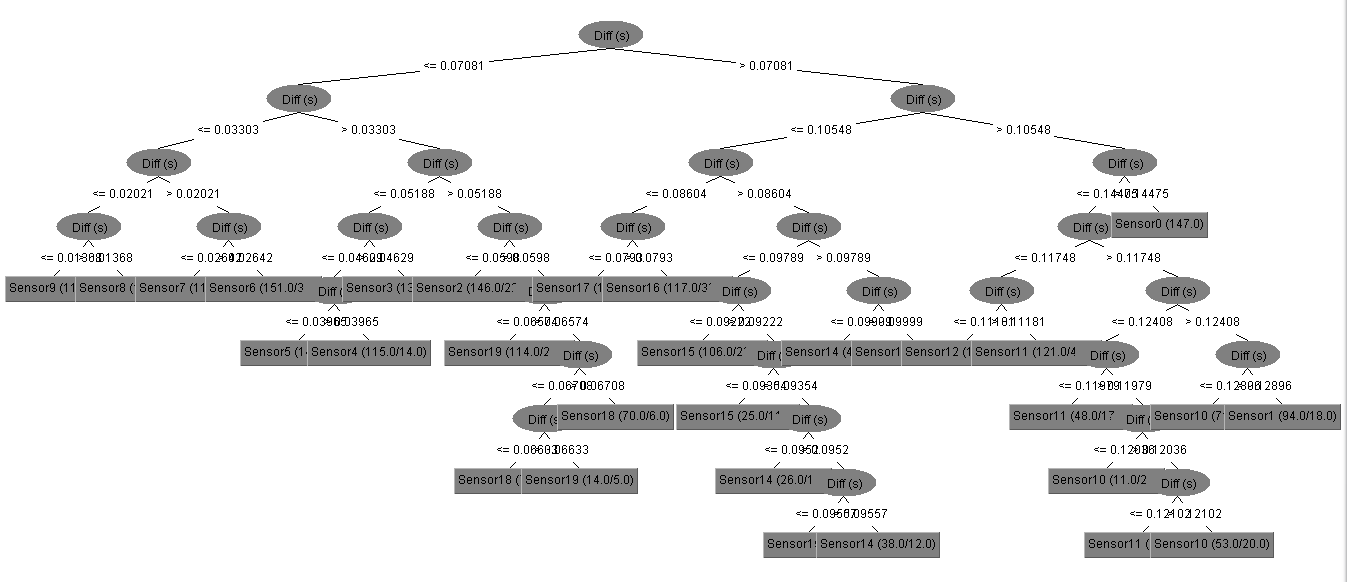 Diff (s)
<= 0.07081 > 0.07081
Diff (s) Diff (s)
<= 0.03303 > 0.03303 <= 0.10548 > 0.10548
Diff (s) Diff (s) Diff (s) Diff (s)
<= 0.02021 > 0.02021 <= 0.05188 > 0.05188 <= 0.08604 > 0.08604 <= 0.14475 > 0.14475
Diff (s) Diff (s) Diff (s) Diff (s) Diff (s) Diff (s) Diff (s) Sensor0 (147.0)
<= 0.01368 > 0.01368 <= 0.02642 > 0.02642 <= 0.04629 > 0.04629 <= 0.0598 > 0.0598 <= 0.0793 > 0.0793 <= 0.09789 > 0.09789 <= 0.11748 > 0.11748
Sensor9 (11 Sensor8 ( Sensor7 (11 Sensor6 (151.0/3 Sensor3 (13 Sensor2 (146.0/2 Sensor17 ( Sensor16 (117.0/3 Diff (s) Diff (s) Diff (s) Diff (s)
<= 0.03965 > 0.03965 <= 0.06574 > 0.06574 <= 0.09222 > 0.09222 <= 0.09999 > 0.09999 <= 0.11181 > 0.11181 <= 0.12408 > 0.12408
Sensor5 (1 Sensor4 (115.0/14.0) Sensor19 (114.0/2 Diff (s) Sensor15 (106.0/2 Sensor14 (4 Sensor1 Sensor12 (1 Sensor11 (121.0/4 Diff (s) Diff (s)
<= 0.06708 > 0.06708 <= 0.09354 > 0.09354 <= 0.11979 > 0.11979 <= 0.12896 > 0.12896
Sensor18 (70.0/6.0) Sensor15 (25.0/1 Diff (s) Sensor11 (48.0/17 Sensor10 (7 Sensor1 (94.0/18.0)
<= 0.06633 > 0.06633 <= 0.0952 > 0.0952 <= 0.12036 > 0.12036
Sensor18 ( Sensor19 (14.0/5.0) Sensor14 (26.0/1 Diff (s) Sensor10 (11.0/2 Diff (s)
<= 0.09557 > 0.09557 <= 0.12102 > 0.12102
Sensor1 Sensor14 (38.0/12.0) Sensor11 ( Sensor10 (53.0/20.0)